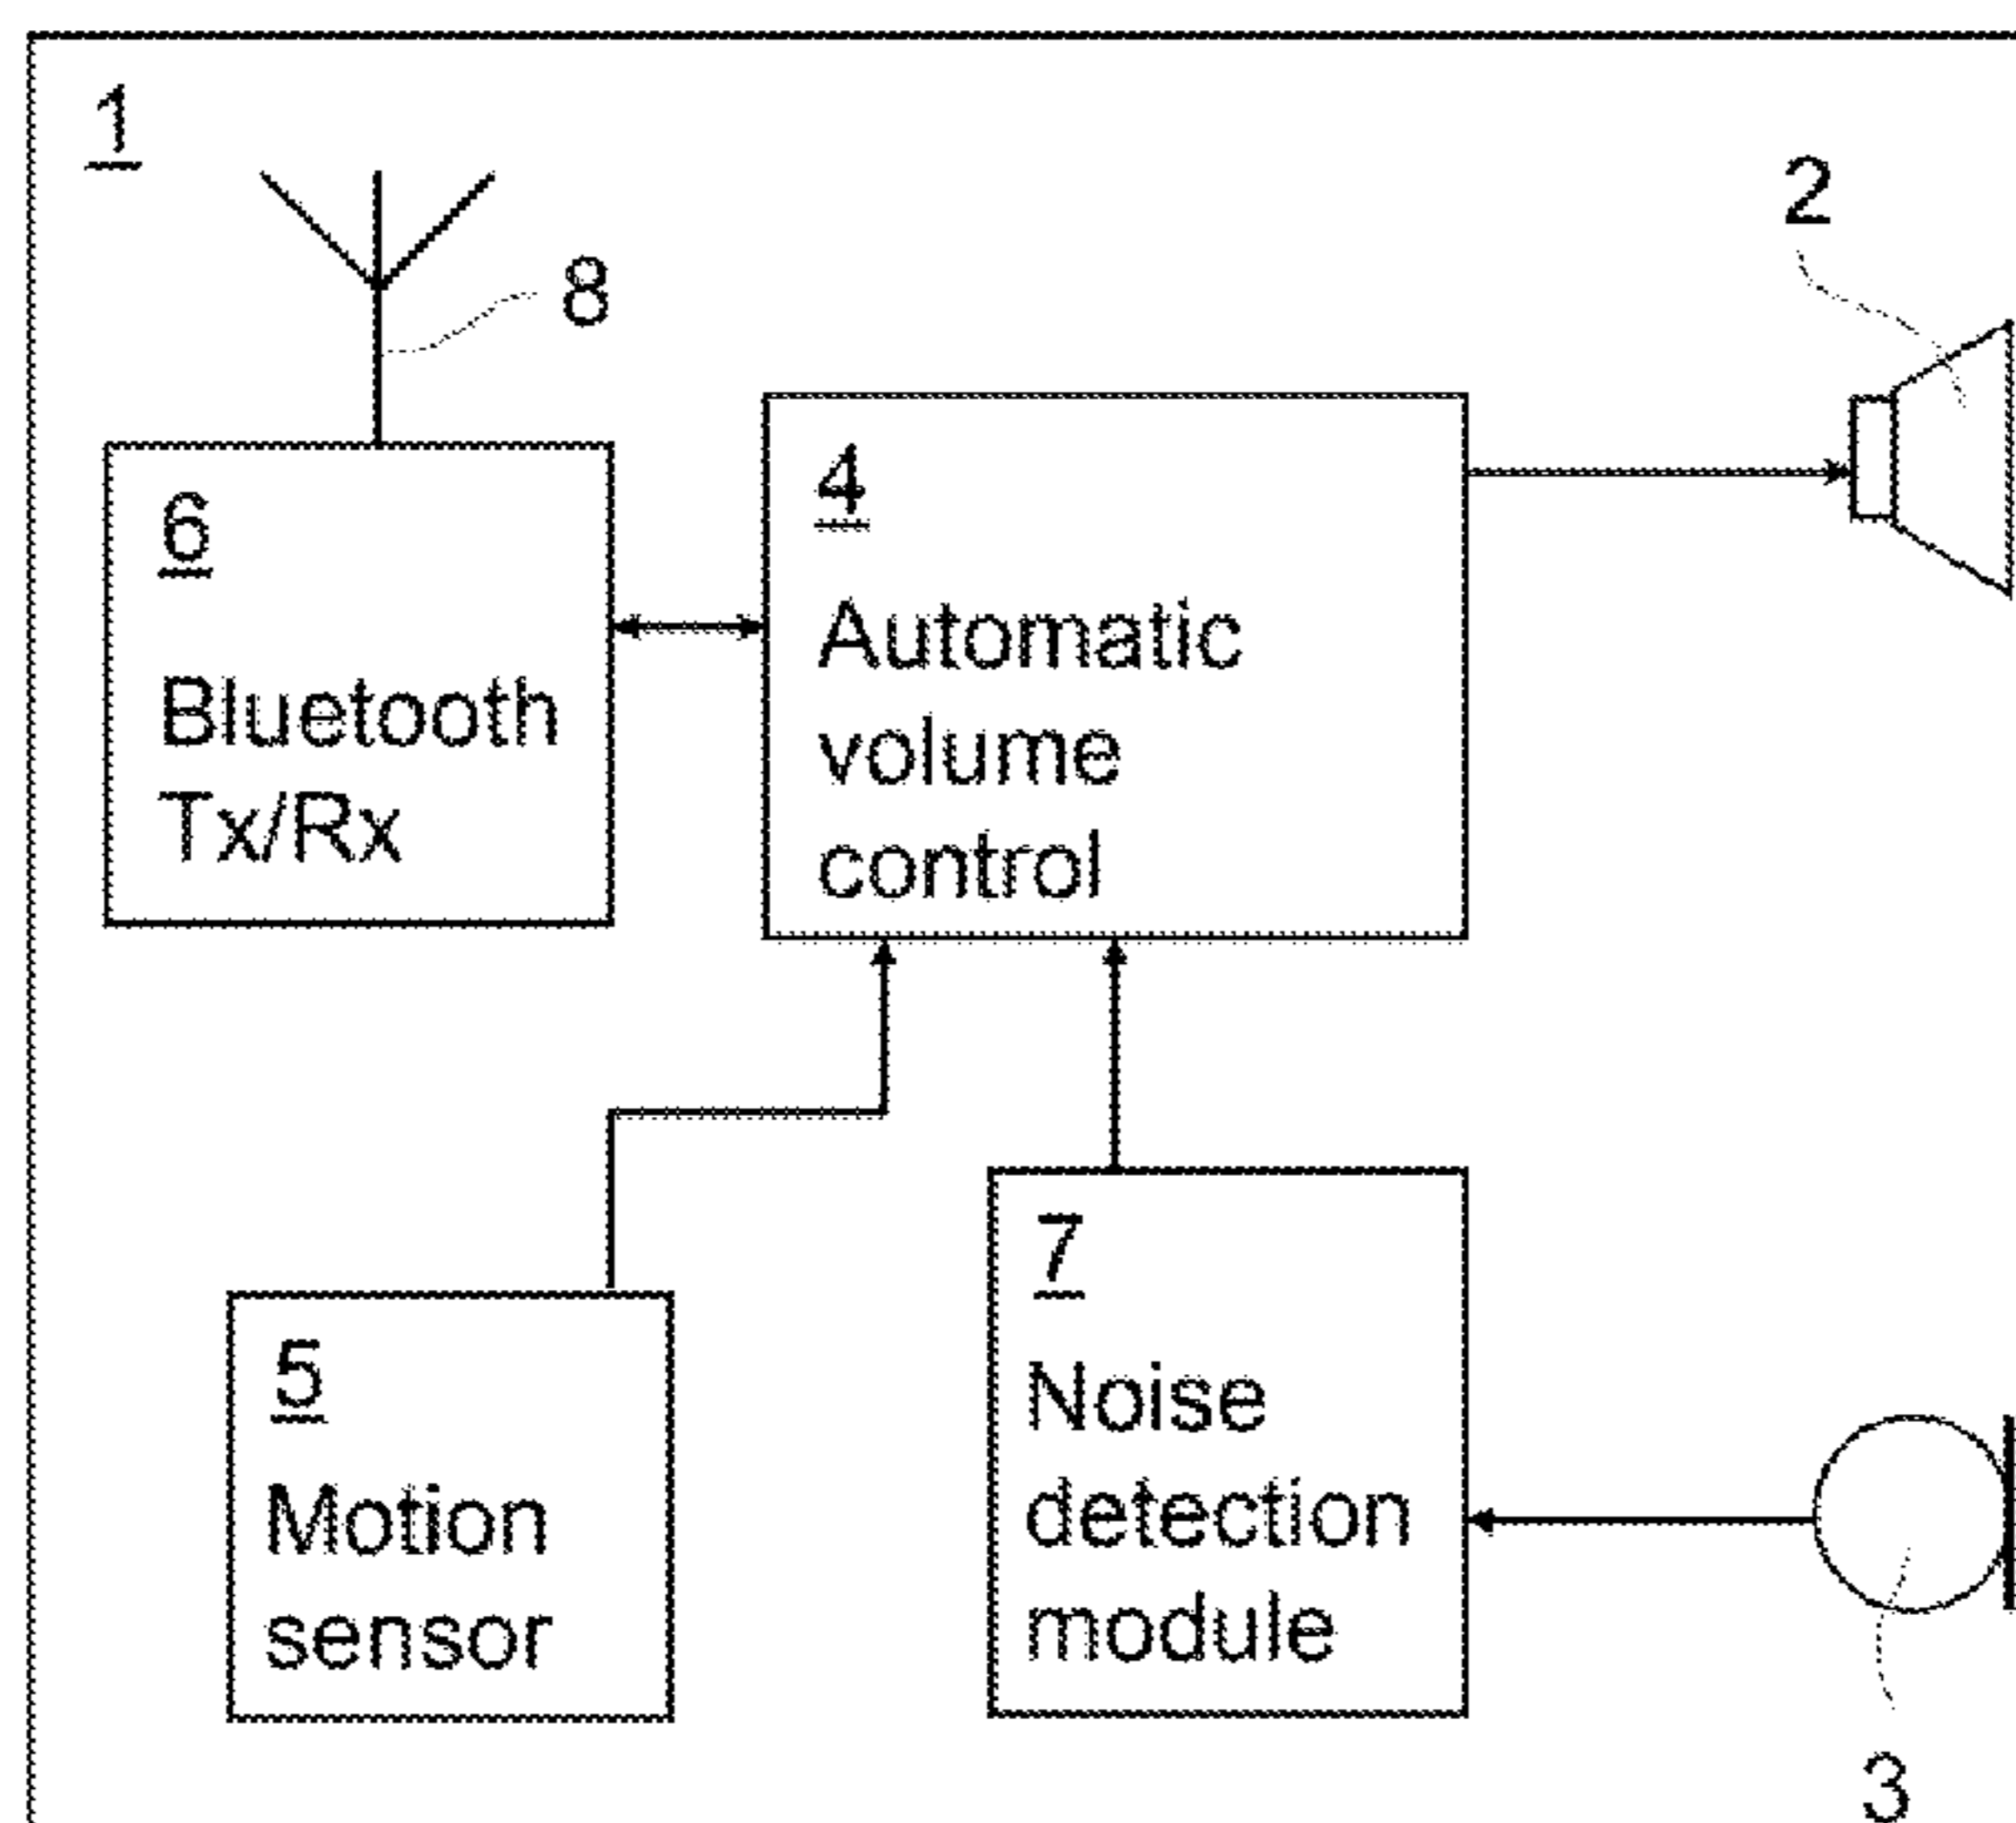 1
2
8
6
Bluetooth
Tx/Rx
4
Automatic
volume
control
5
Motion
sensor
7
Noise
detection
module
3